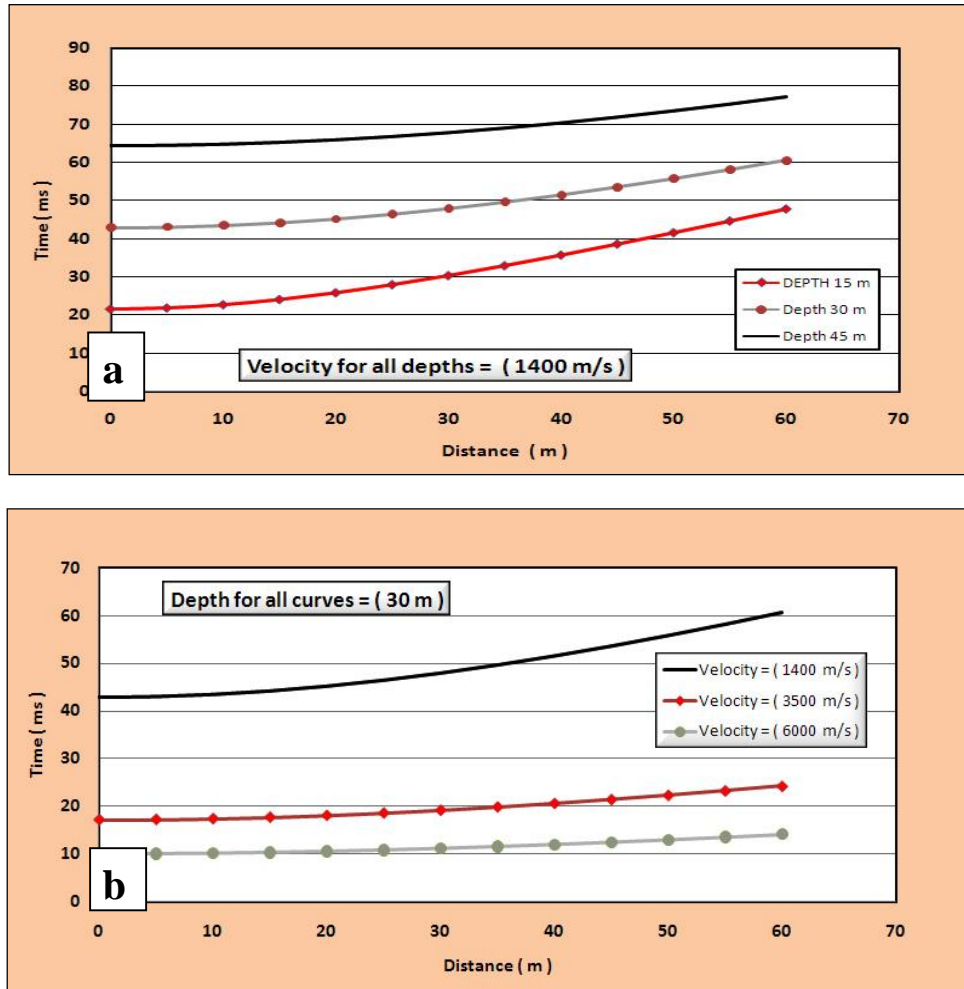 90
80
70
60
50
40
30
20
10
0
Time ( ms )
DEPTH 15 m
Depth 30 m
Depth 45 m
a
Velocity for all depths = ( 1400 m/s )
0 10 20 30 40 50 60 70
Distance ( m )
70
60
50
40
30
20
10
0
Time ( ms )
Depth for all curves = ( 30 m )
Velocity = ( 1400 m/s )
Velocity = ( 3500 m/s )
Velocity = ( 6000 m/s )
b
0 10 20 30 40 50 60 70
Distance ( m )